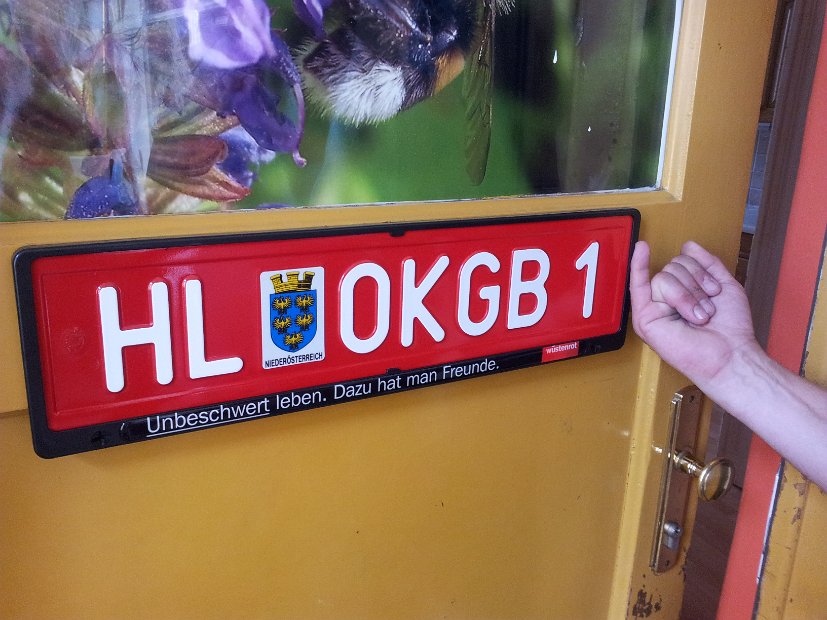 HL OKGB 1
NIEDERÖSTERREICH
wüstenrot
Unbeschwert leben. Dazu hat man Freunde.